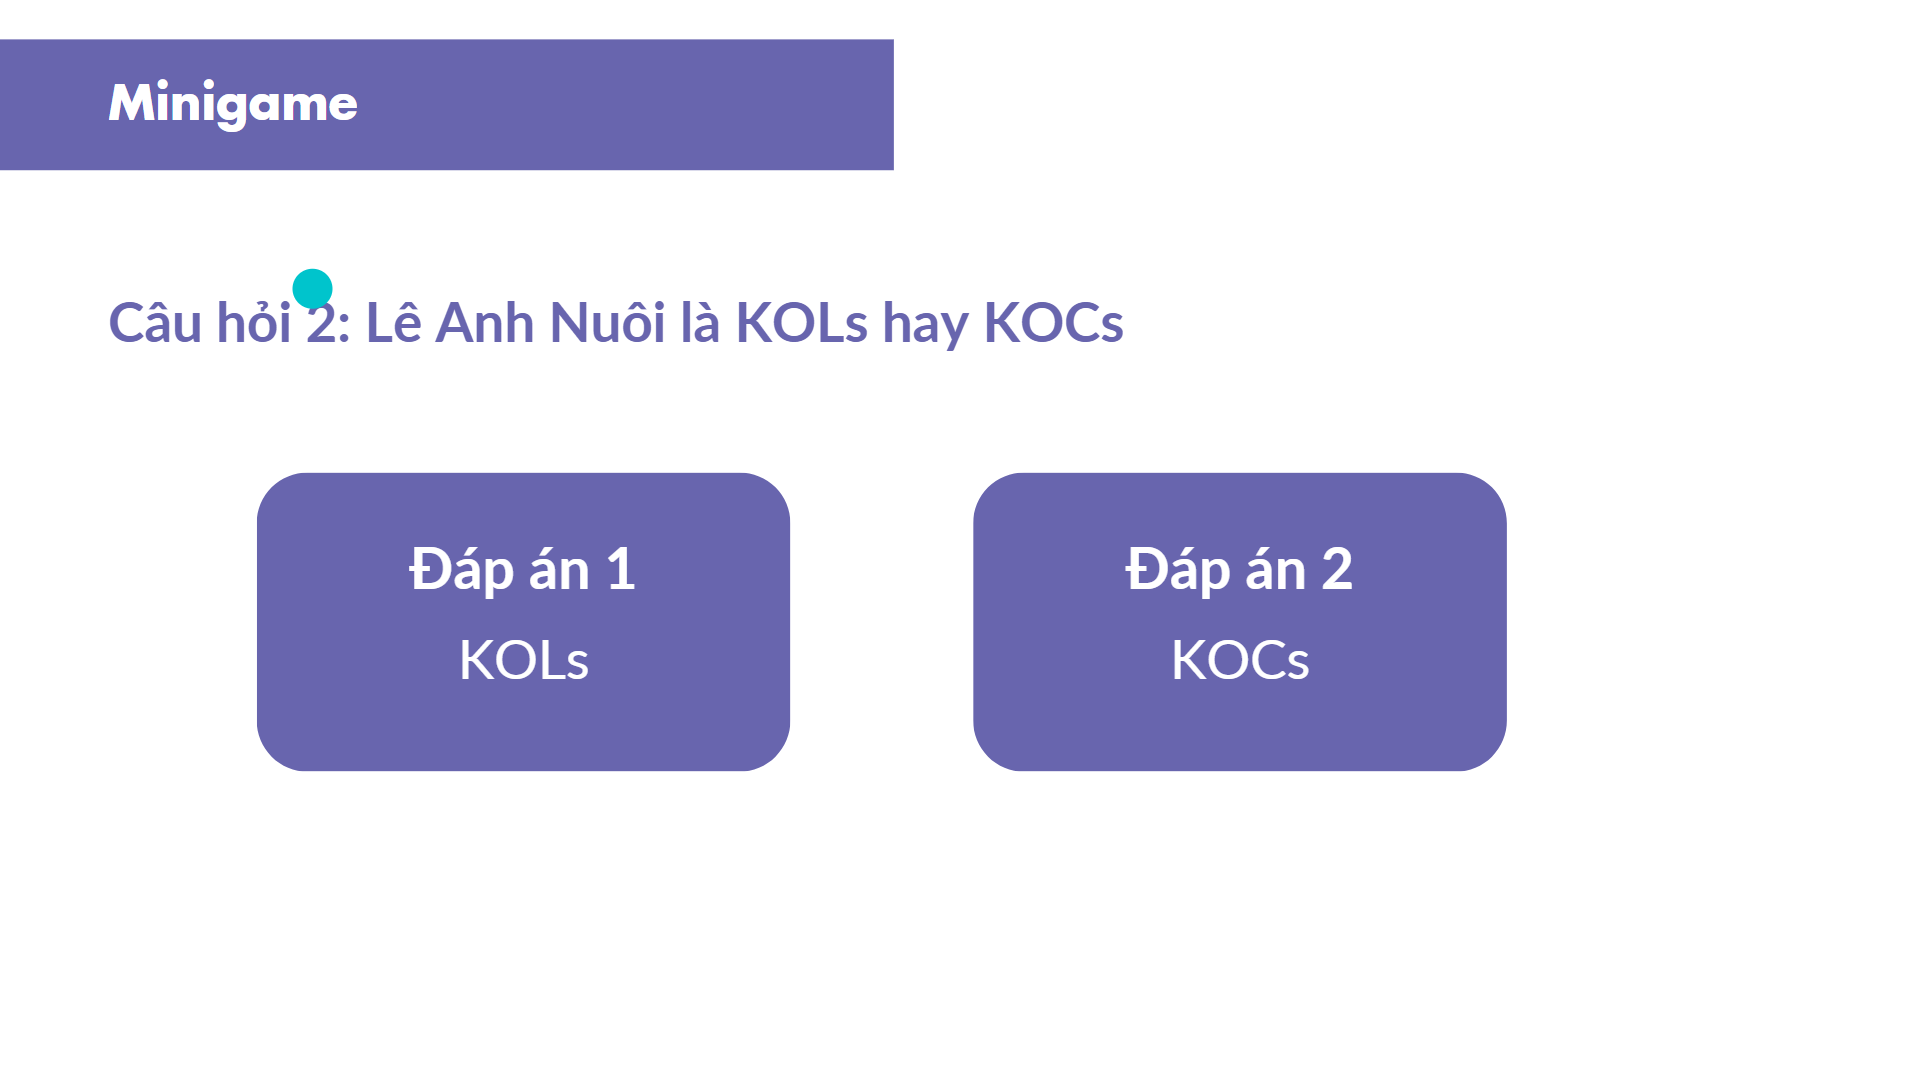 Minigame
Câu hỏi 2: Lê Anh Nuôi là KOLs hay KOCs
Đáp án 1
KOLs
Đáp án 2
KOCs